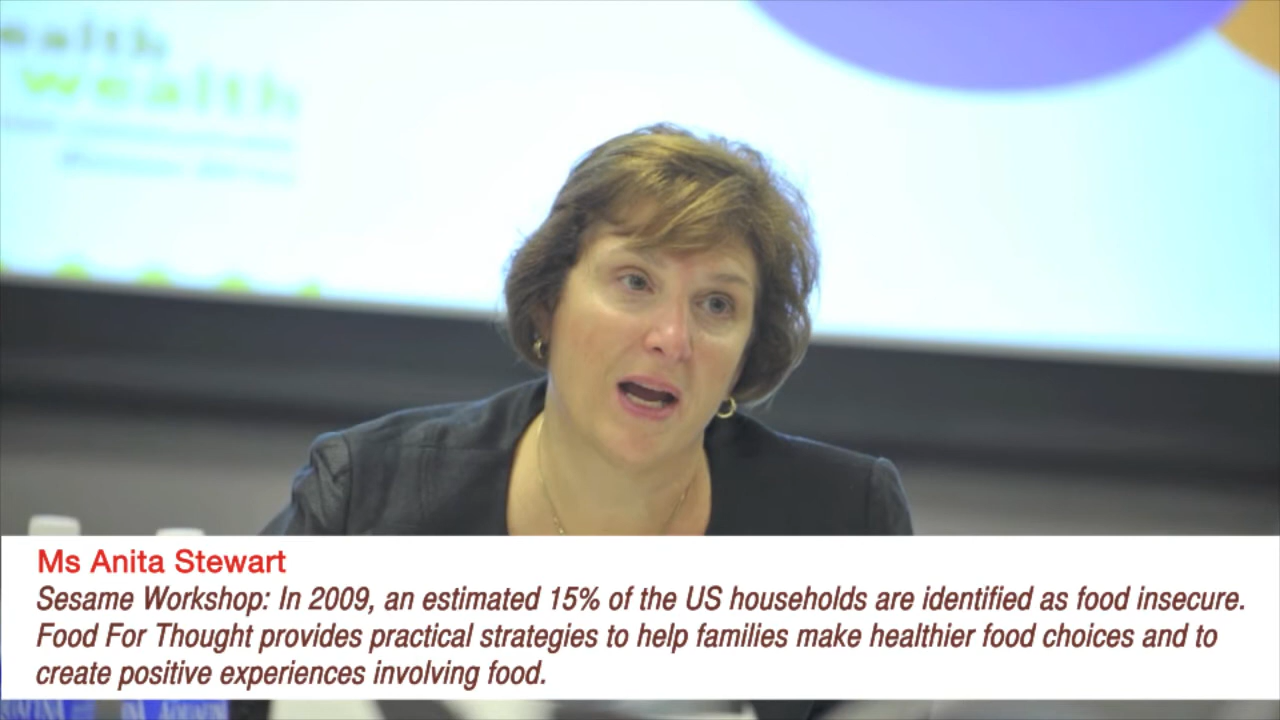 ealth
wealth
Ms Anita Stewart
Sesame Workshop: In 2009, an estimated 15% of the US households are identified as food insecure.
Food For Thought provides practical strategies to help families make healthier food choices and to
create positive experiences involving food.